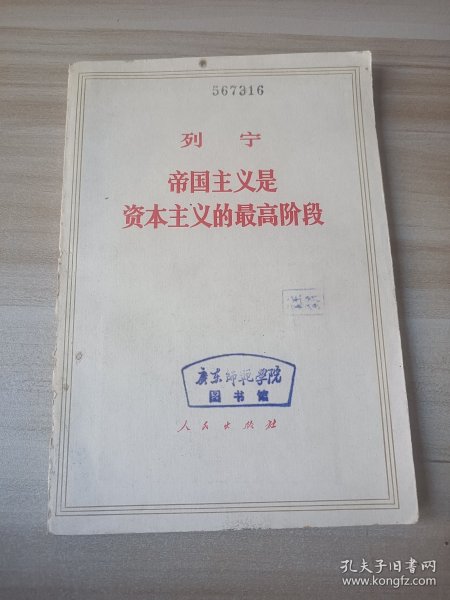 567316
列 宁
帝国主义是
资本主义的最高阶段
广东师范学院
图书馆
人民出版社
孔夫子旧书网
www.kongfz.com